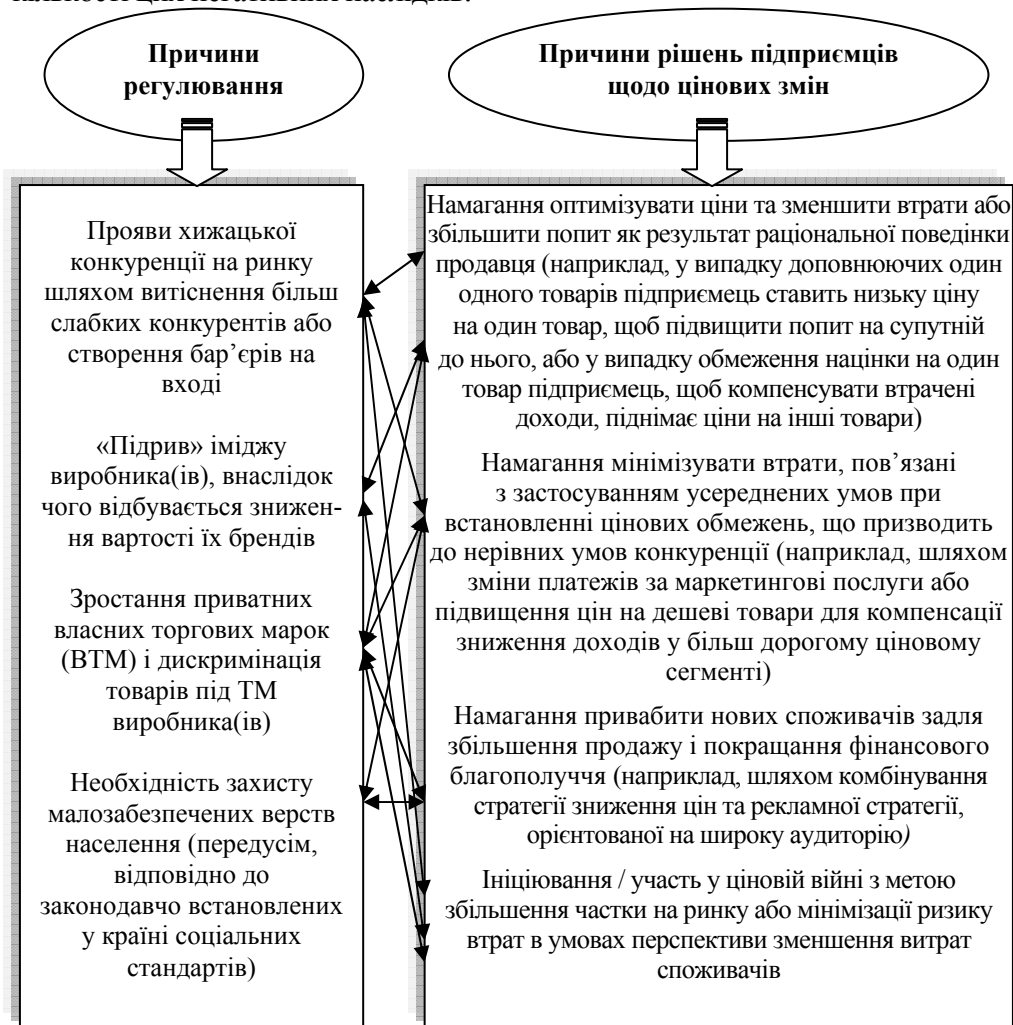 Причини
регулювання
Причини рішень підприємців
щодо цінових змін
Прояви хижацької
конкуренції на ринку
шляхом витіснення більш
слабких конкурентів або
створення бар’єрів на
вході
«Підрив» іміджу
виробника(ів), внаслідок
чого відбувається знижен-
ня вартості їх брендів
Зростання приватних
власних торгових марок
(ВТМ) і дискримінація
товарів під ТМ
виробника(ів)
Необхідність захисту
малозабезпечених верств
населення (передусім,
відповідно до
законодавчо встановлених
у країні соціальних
стандартів)
Намагання оптимізувати ціни та зменшити втрати або
збільшити попит як результат раціональної поведінки
продавця (наприклад, у випадку доповнюючих один
одного товарів підприємець ставить низьку ціну
на один товар, щоб підвищити попит на супутній
до нього, або у випадку обмеження націнки на один
товар підприємець, щоб компенсувати втрачені
доходи, піднімає ціни на інші товари)
Намагання мінімізувати втрати, пов’язані
з застосуванням усереднених умов при
встановленні цінових обмежень, що призводить
до нерівних умов конкуренції (наприклад, шляхом
зміни платежів за маркетингові послуги або
підвищення цін на дешеві товари для компенсації
зниження доходів у більш дорогому ціновому
сегменті)
Намагання привабити нових споживачів задля
збільшення продажу і покращання фінансового
благополуччя (наприклад, шляхом комбінування
стратегії зниження цін та рекламної стратегії,
орієнтованої на широку аудиторію)
Ініціювання / участь у ціновій війні з метою
збільшення частки на ринку або мінімізації ризику
втрат в умовах перспективи зменшення витрат
споживачів